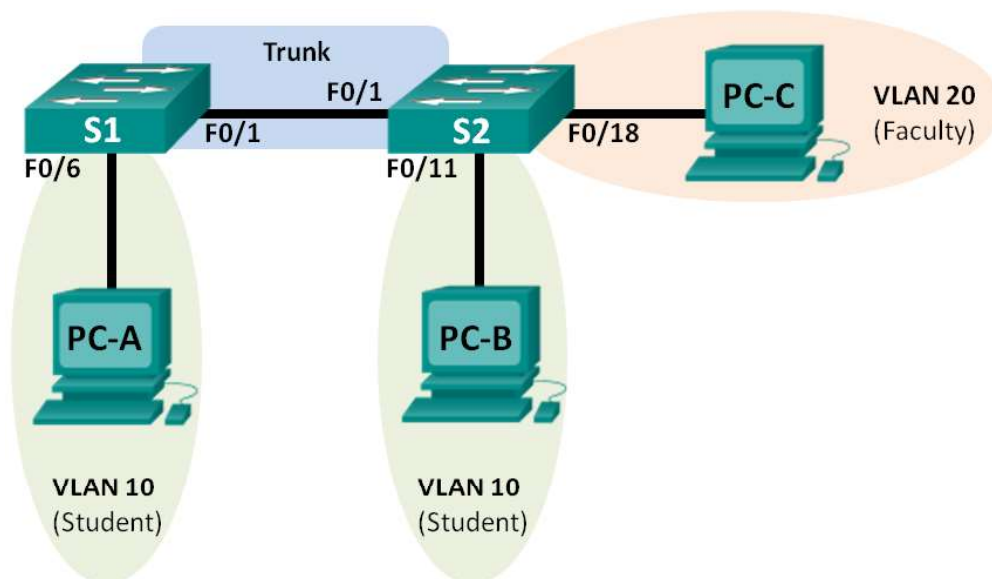 Trunk
F0/1
S1
F0/1
S2
F0/18
PC-C
VLAN 20
(Faculty)
F0/6
F0/11
PC-A
PC-B
VLAN 10
(Student)
VLAN 10
(Student)